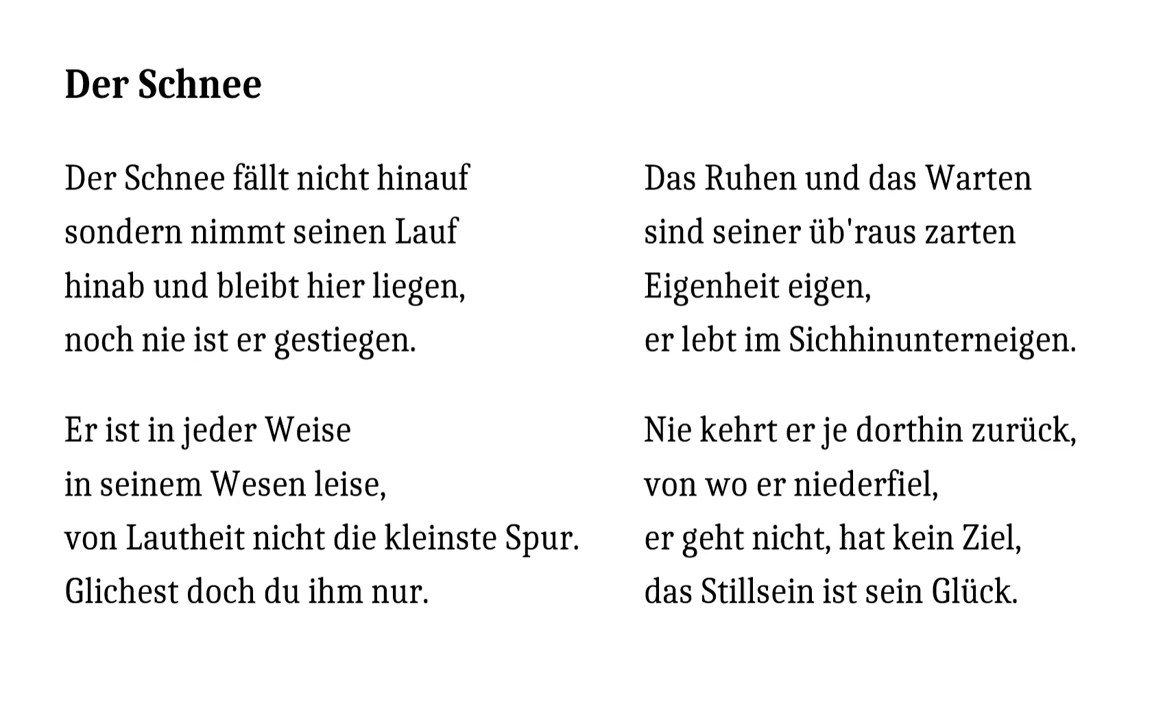 Der Schnee
Der Schnee fällt nicht hinauf
sondern nimmt seinen Lauf
hinab und bleibt hier liegen,
noch nie ist er gestiegen.
Er ist in jeder Weise
in seinem Wesen leise,
von Lautheit nicht die kleinste Spur.
Glichest doch du ihm nur.
Das Ruhen und das Warten
sind seiner üb'raus zarten
Eigenheit eigen,
er lebt im Sichhinunterneigen.
Nie kehrt er je dorthin zurück,
von wo er niederfiel,
er geht nicht, hat kein Ziel,
das Stillsein ist sein Glück.